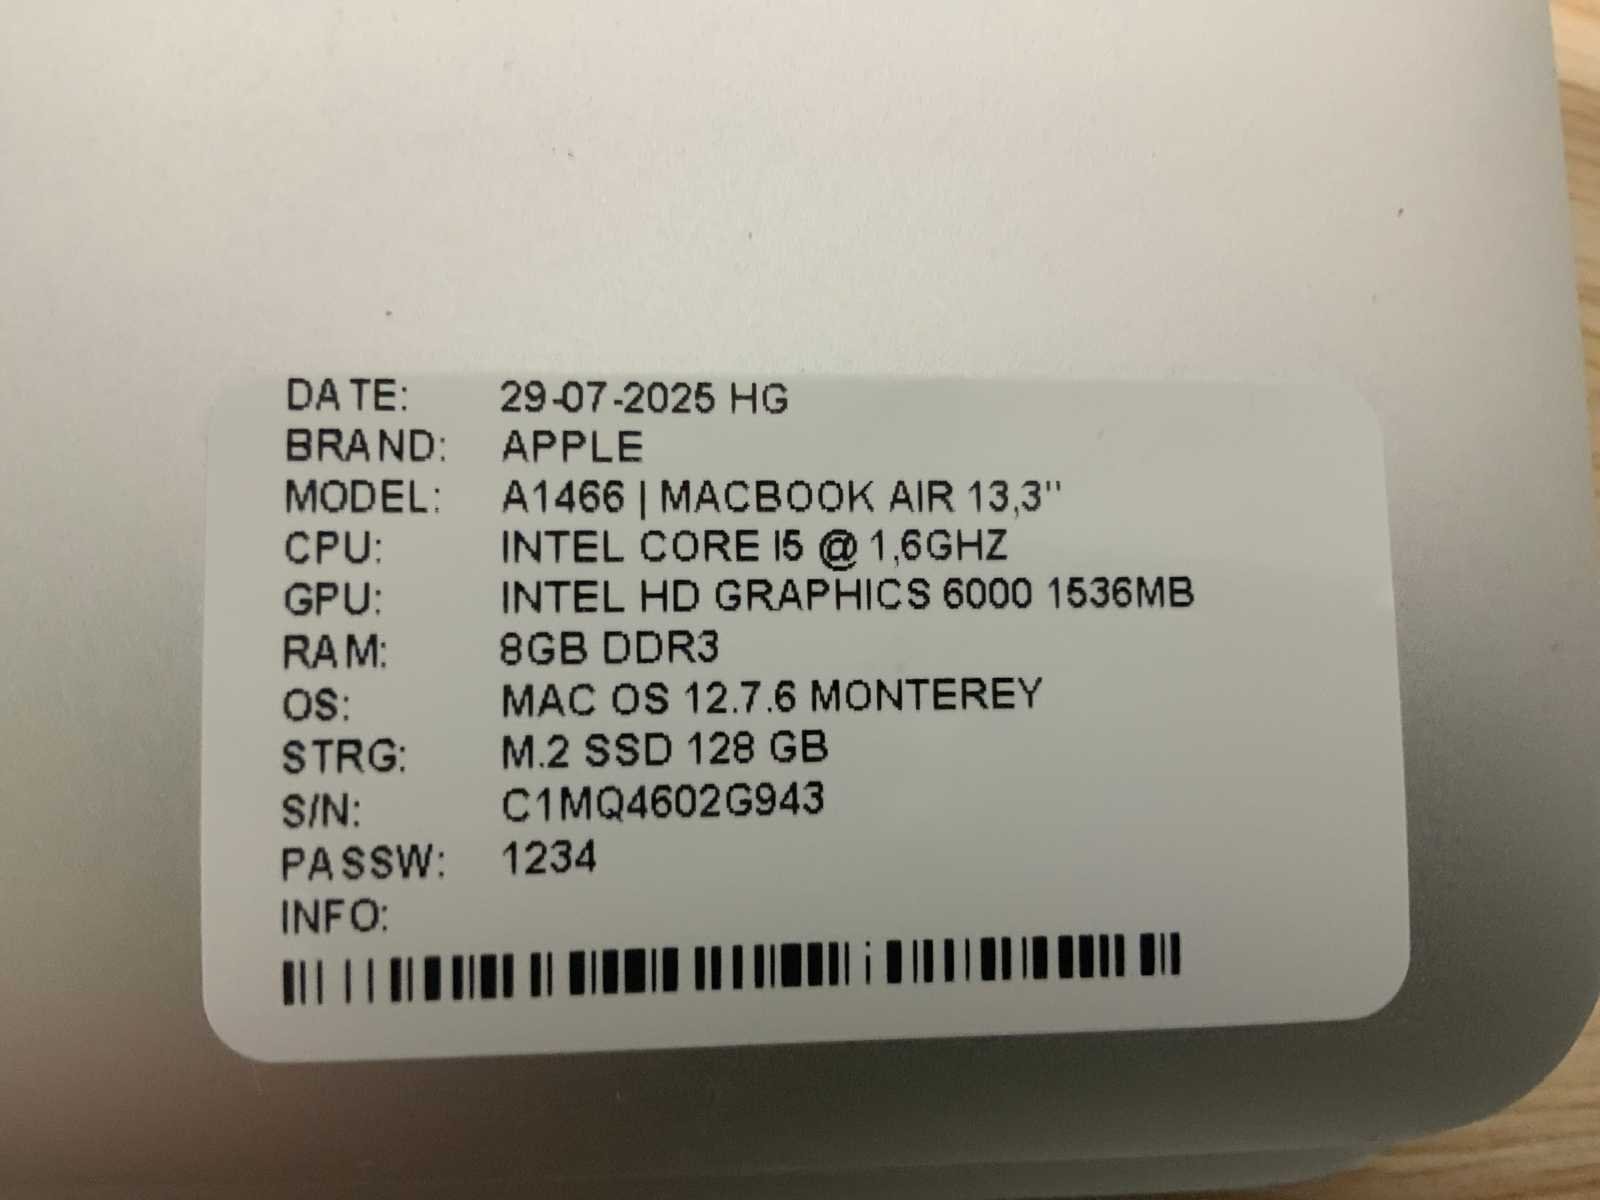 DATE: 29-07-2025 HG
BRAND: APPLE
MODEL: A1466 | MACBOOK AIR 13,3"
CPU: INTEL CORE I5 @ 1,6GHZ
GPU: INTEL HD GRAPHICS 6000 1536MB
RAM: 8GB DDR3
OS: MAC OS 12.7.6 MONTEREY
STRG: M.2 SSD 128 GB
S/N: C1MQ4602G943
PASSW: 1234
INFO: